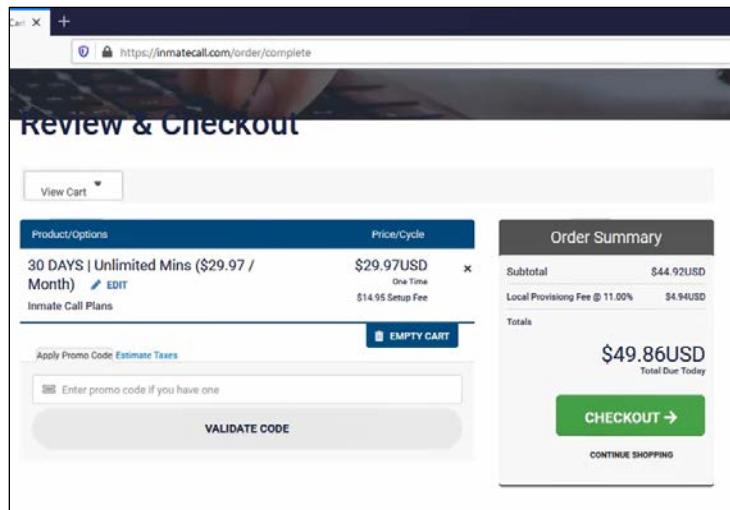 Cart × +
https://inmatecall.com/order/complete
Review & Checkout
View Cart
Product/Options Price/Cycle
30 DAYS | Unlimited Mins ($29.97 / Month) EDIT
Inmate Call Plans
$29.97USD ×
One Time
$14.95 Setup Fee
EMPTY CART
Apply Promo Code Estimate Taxes
Enter promo code if you have one
VALIDATE CODE
Order Summary
Subtotal $44.92USD
Local Provisiong Fee @ 11.00% $4.94USD
Totals
$49.86USD
Total Due Today
CHECKOUT →
CONTINUE SHOPPING